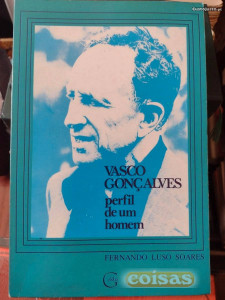 VASCO
GONÇALVES
perfil
de um
homem
FERNANDO LUSO SOARES
coisas